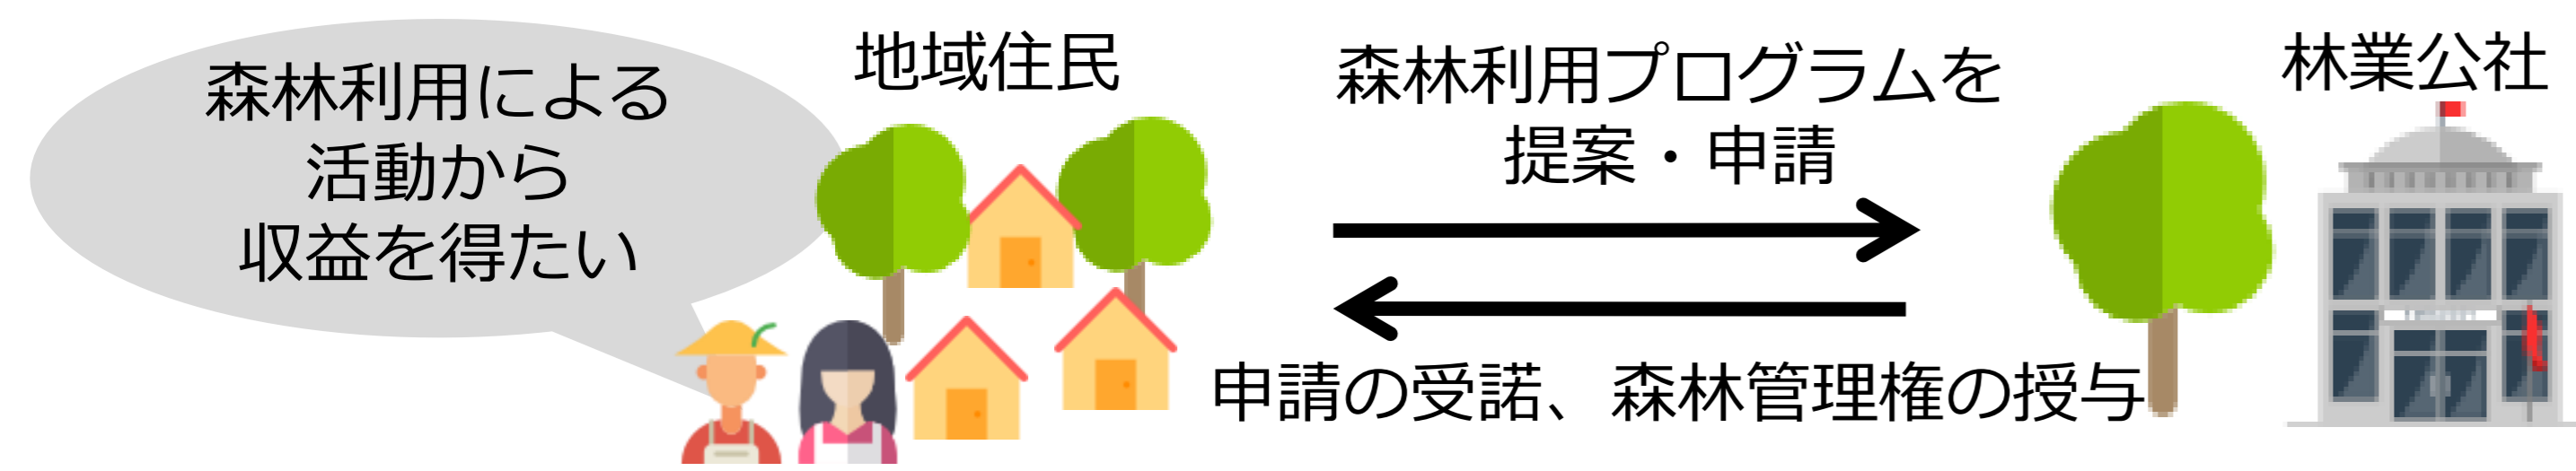 森林利用による
活動から
収益を得たい
地域住民
森林利用プログラムを
提案・申請
申請の受諾、森林管理権の授与
林業公社